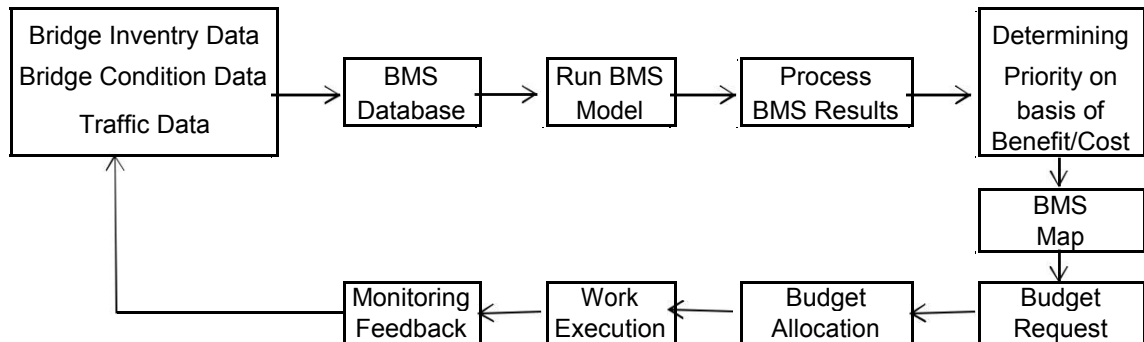 Bridge Inventry Data
Bridge Condition Data
Traffic Data
BMS
Database
Run BMS
Model
Process
BMS Results
Determining
Priority on
basis of
Benefit/Cost
BMS
Map
Budget
Request
Budget
Allocation
Work
Execution
Monitoring
Feedback